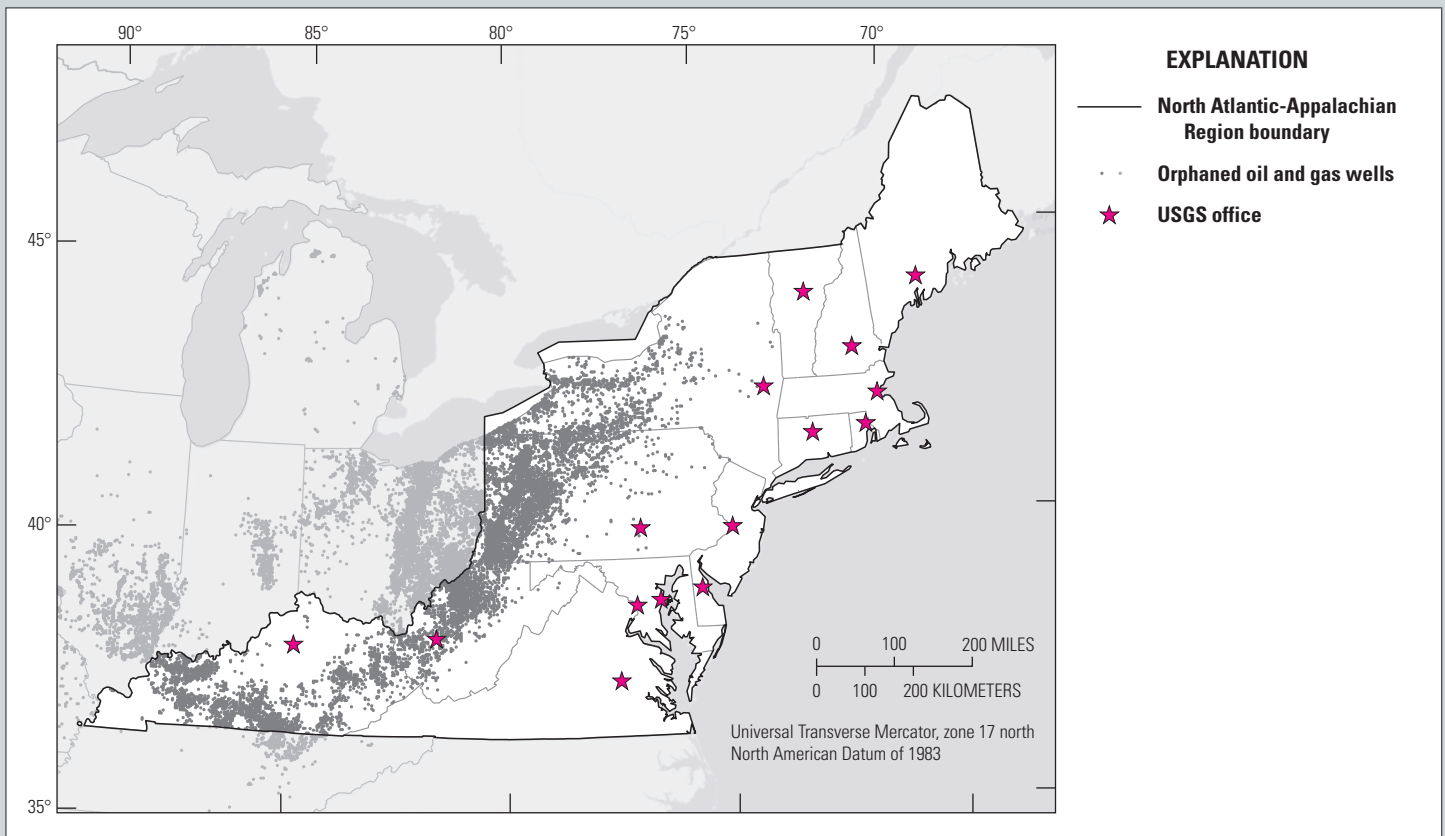 90°
85°
80°
75°
70°
45°
40°
35°
EXPLANATION
North Atlantic-Appalachian
Region boundary
Orphaned oil and gas wells
USGS office
0 100 200 MILES
0 100 200 KILOMETERS
Universal Transverse Mercator, zone 17 north
North American Datum of 1983